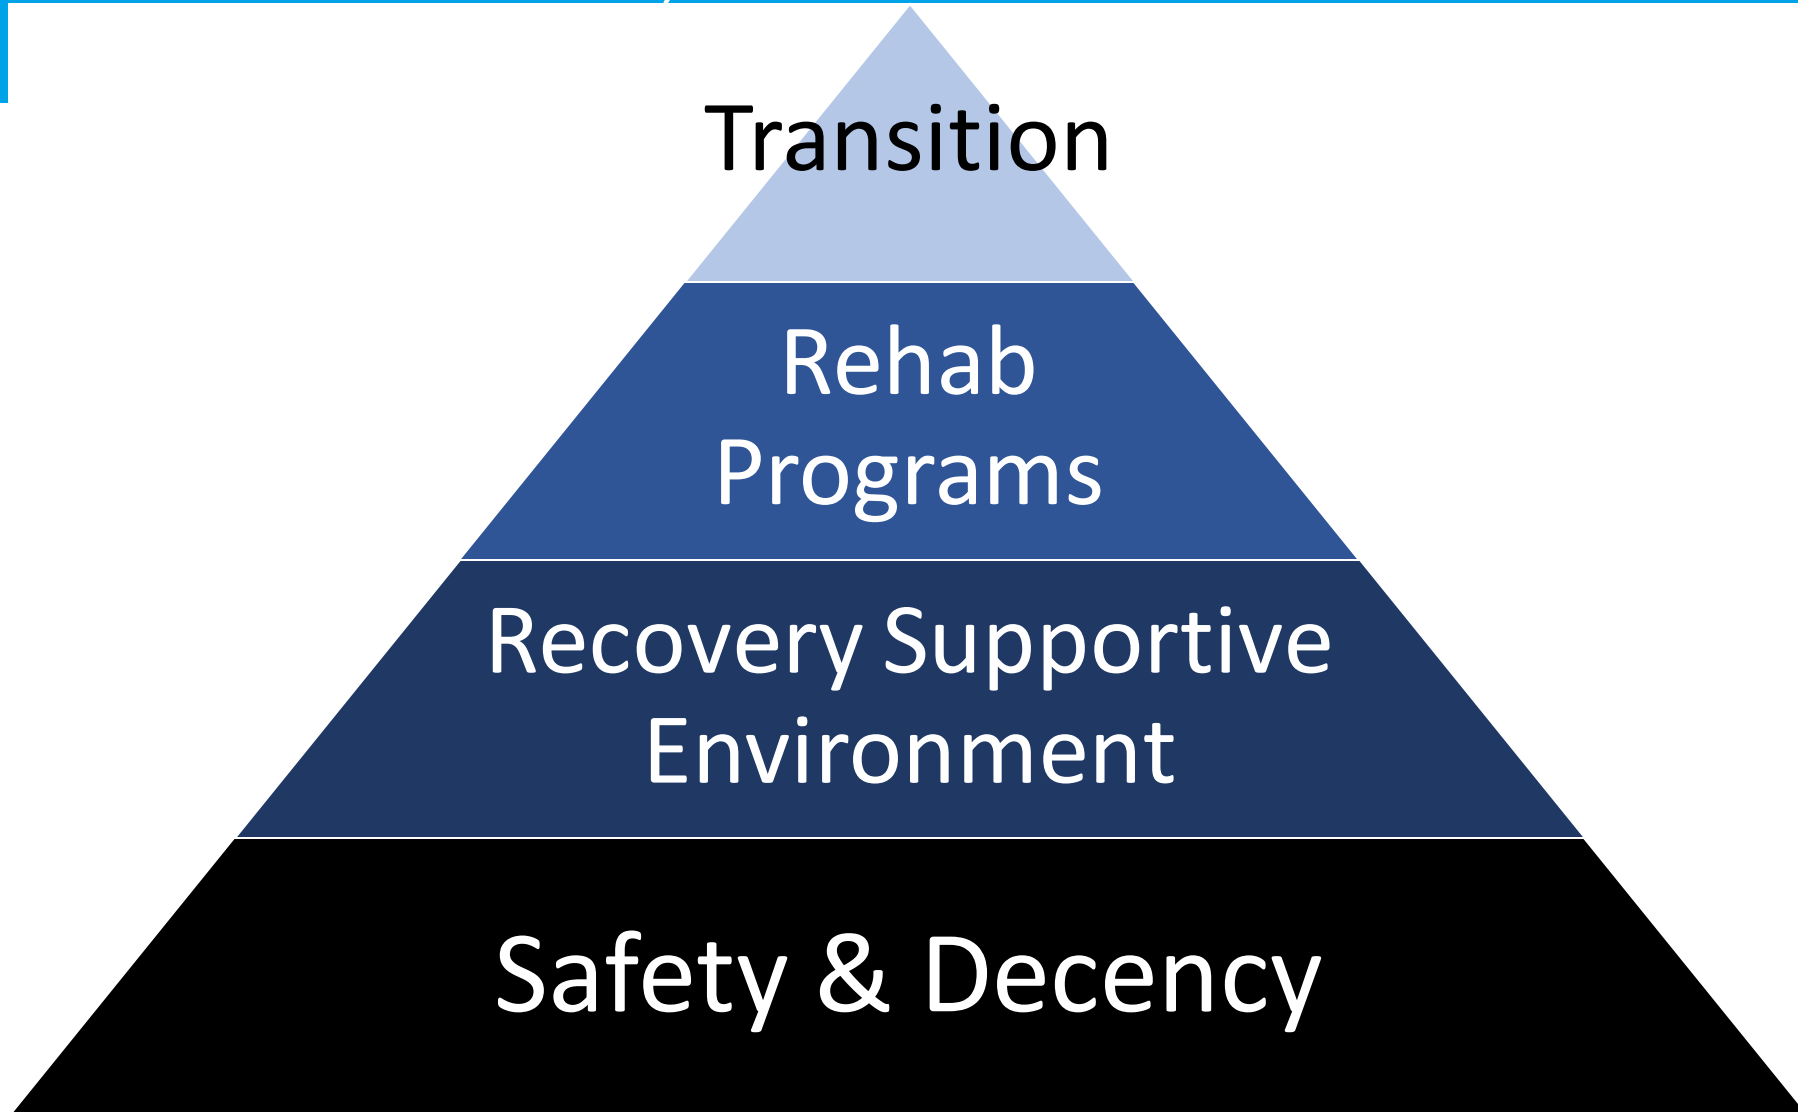 Transition
Rehab
Programs
Recovery Supportive
Environment
Safety & Decency